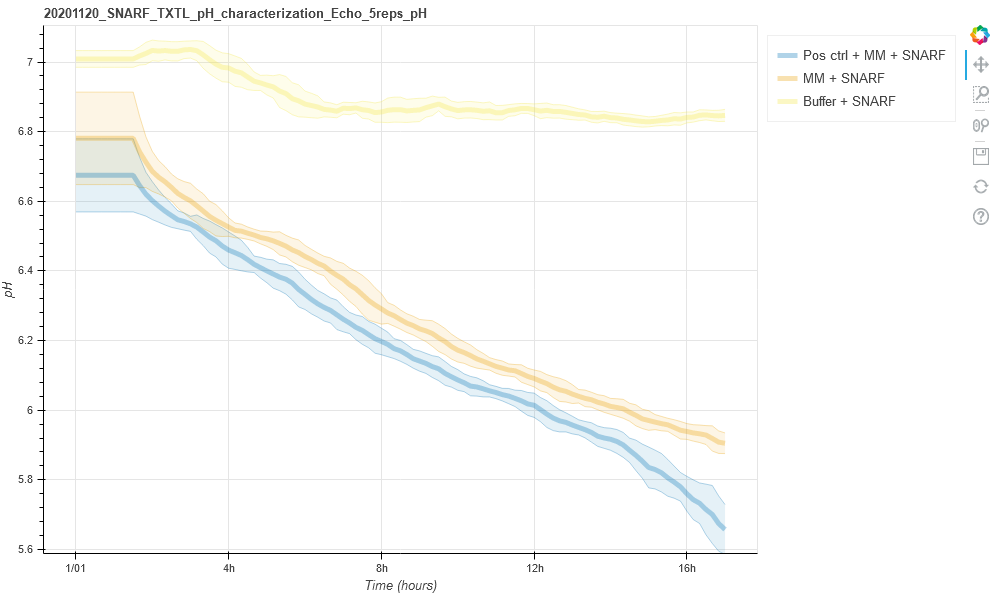 20201120_SNARF_TXTL_pH_characterization_Echo_5reps_pH
Pos ctrl + MM + SNARF
MM + SNARF
Buffer + SNARF
pH
7
6.8
6.6
6.4
6.2
6
5.8
5.6
1/01
4h
8h
12h
16h
Time (hours)